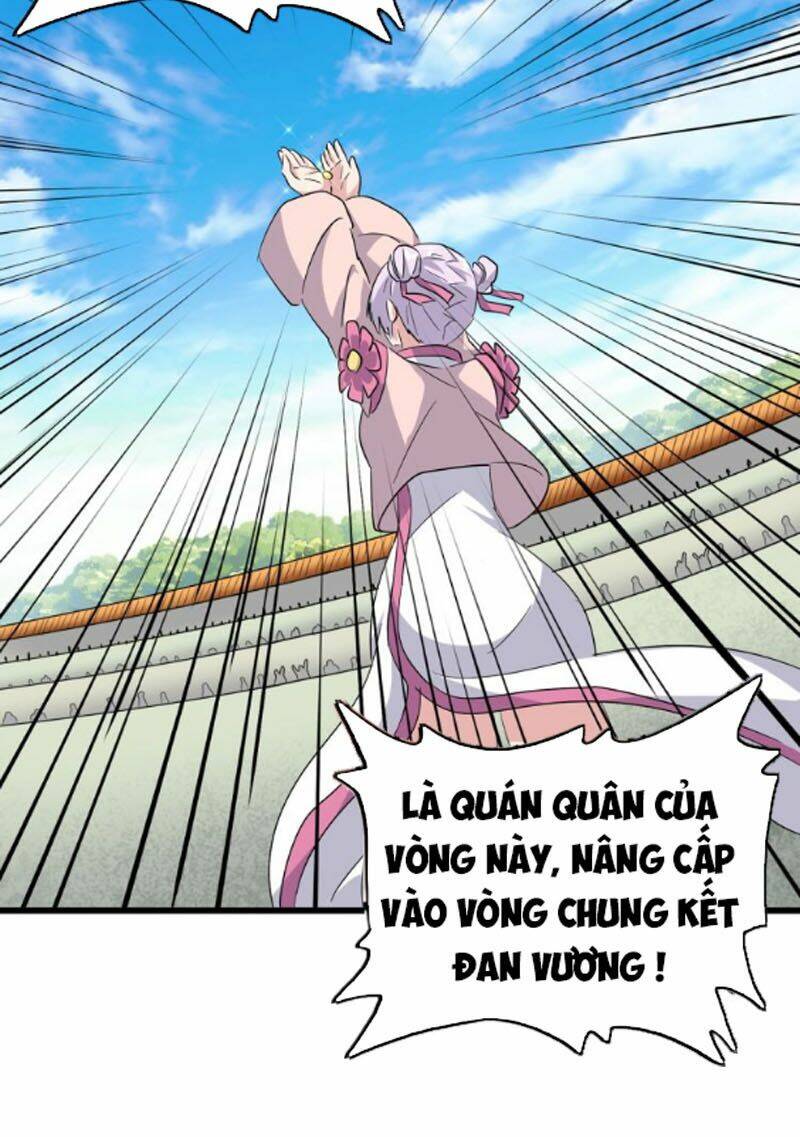 LÀ QUÁN QUÂN CỦA
VÒNG NÀY, NÂNG CẤP
VÀO VÒNG CHUNG KẾT
ĐAN VƯƠNG !